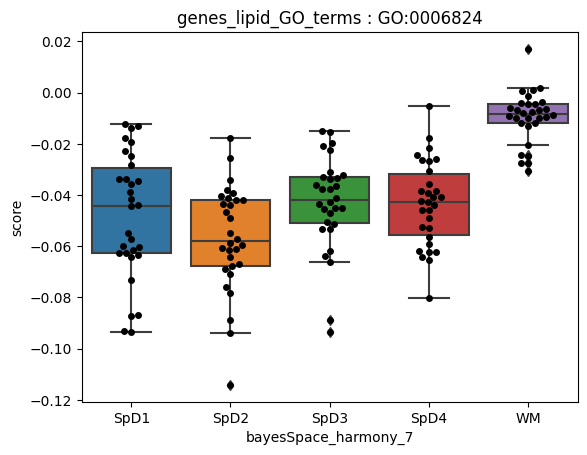 genes_lipid_GO_terms : GO:0006824
0.02
0.00
−0.02
−0.04
−0.06
−0.08
−0.10
−0.12
score
SpD1 SpD2 SpD3 SpD4 WM
bayesSpace_harmony_7